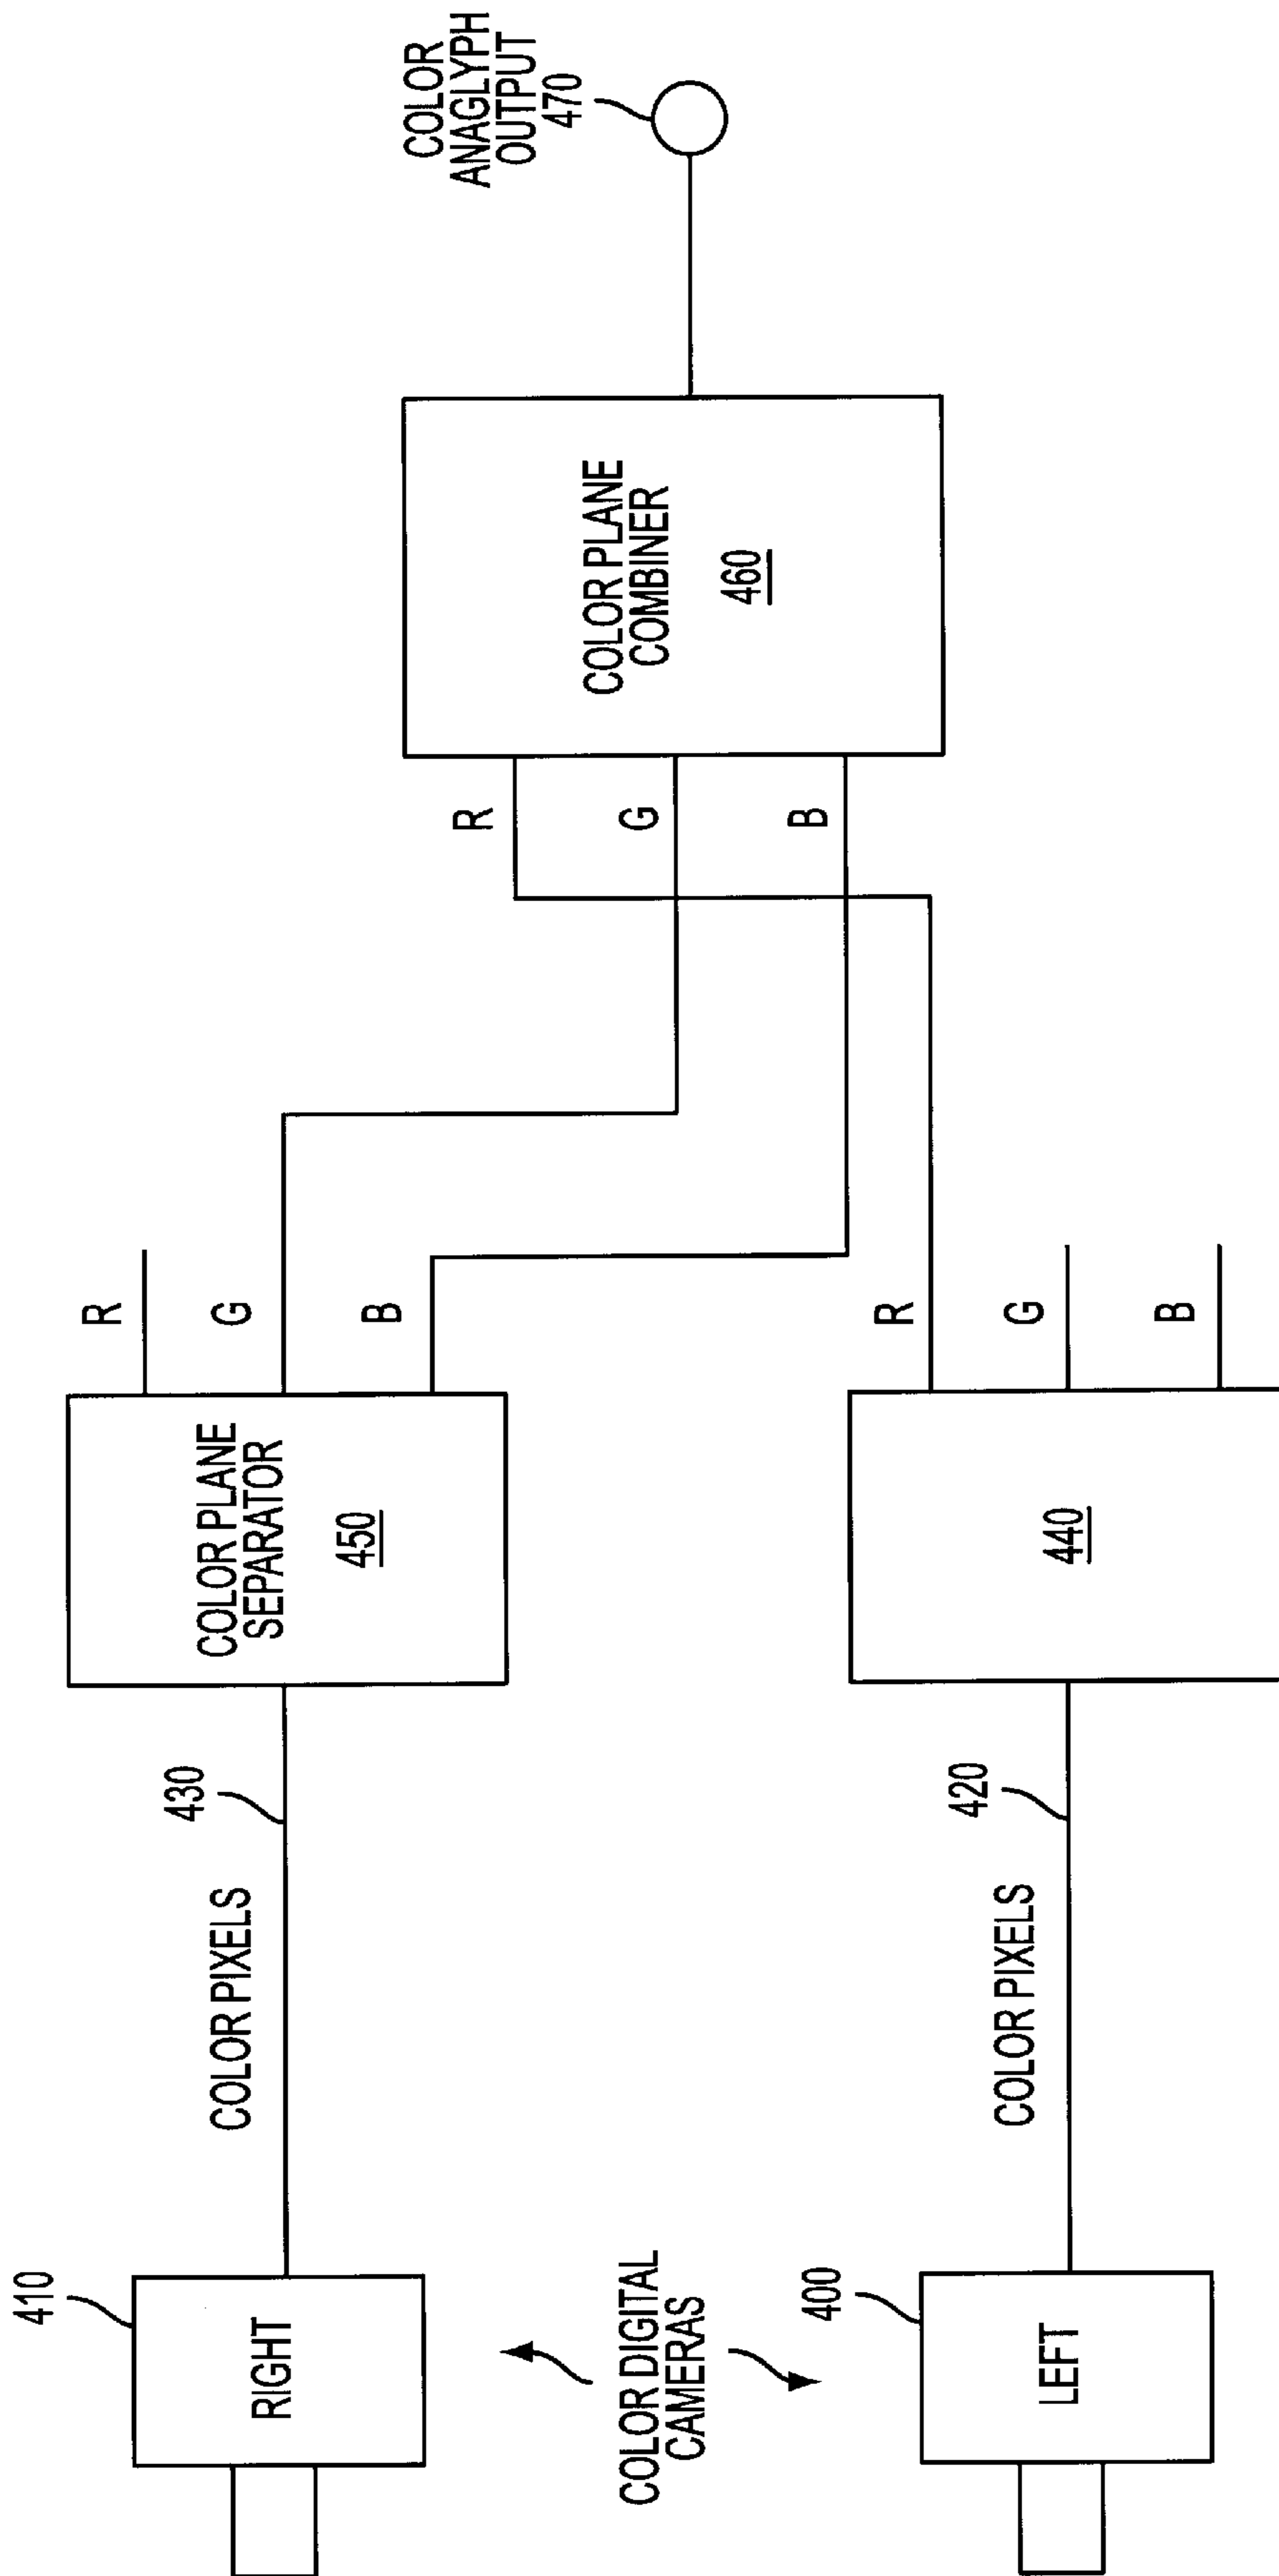 410
RIGHT
COLOR PIXELS
430
COLOR PLANE
SEPARATOR
450
R
G
B
COLOR DIGITAL
CAMERAS
400
LEFT
COLOR PIXELS
420
440
R
G
B
R
G
B
COLOR PLANE
COMBINER
460
COLOR
ANAGLYPH
OUTPUT
470